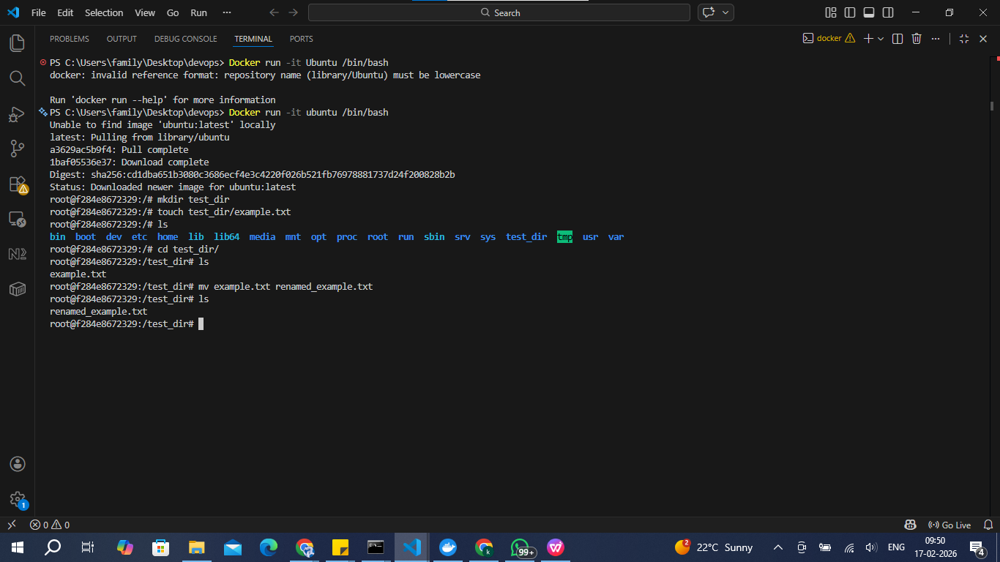 File Edit Selection View Go Run ··· Search
PROBLEMS OUTPUT DEBUG CONSOLE TERMINAL PORTS docker
PS C:\Users\family\Desktop\devops> Docker run -it Ubuntu /bin/bash
docker: invalid reference format: repository name (library/Ubuntu) must be lowercase
Run 'docker run --help' for more information
PS C:\Users\family\Desktop\devops> Docker run -it ubuntu /bin/bash
Unable to find image 'ubuntu:latest' locally
latest: Pulling from library/ubuntu
a3629ac5b9f4: Pull complete
1baf05536e37: Download complete
Digest: sha256:cd1dba651b3080c3686ecf4e3c4220f026b521fb76978881737d24f200828b2b
Status: Downloaded newer image for ubuntu:latest
root@f284e8672329:/# mkdir test_dir
root@f284e8672329:/# touch test_dir/example.txt
root@f284e8672329:/# ls
bin boot dev etc home lib lib64 media mnt opt proc root run sbin srv sys test_dir tmp usr var
root@f284e8672329:/# cd test_dir/
root@f284e8672329:/test_dir# ls
example.txt
root@f284e8672329:/test_dir# mv example.txt renamed_example.txt
root@f284e8672329:/test_dir# ls
renamed_example.txt
root@f284e8672329:/test_dir#
1
0 0 Go Live
99+ 2 22°C Sunny ENG 09:50
17-02-2026 4